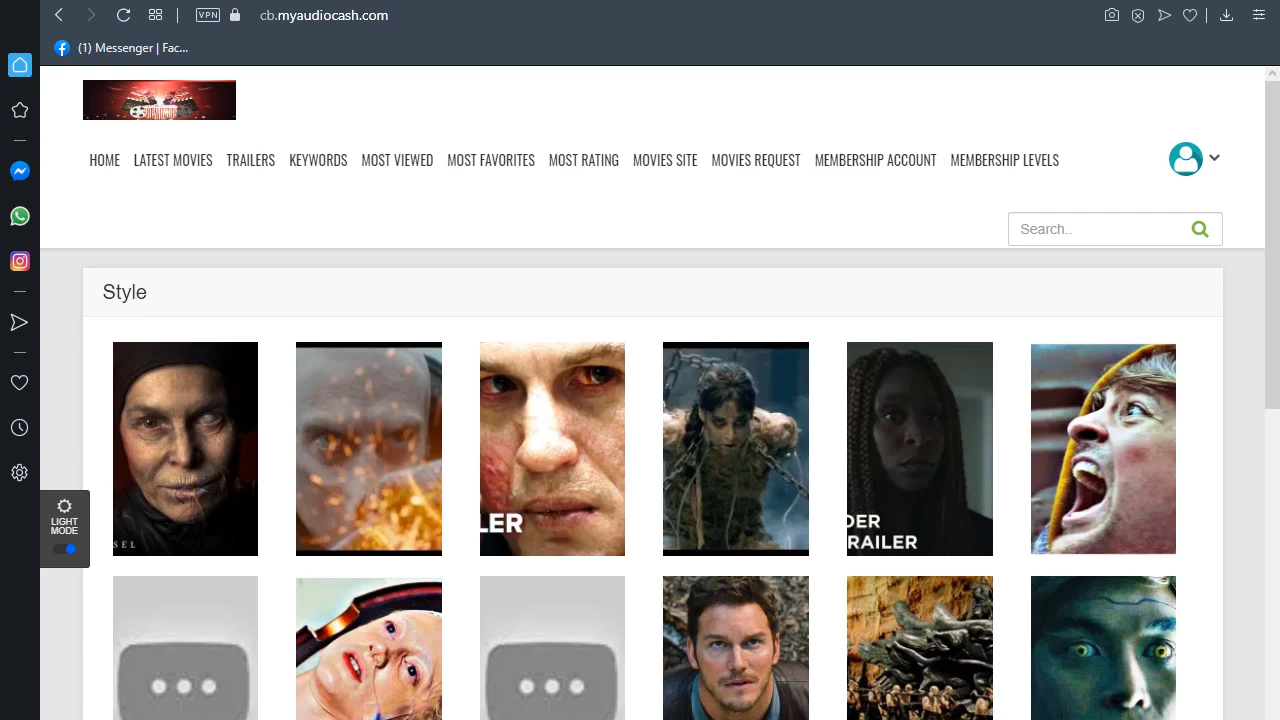 VPN
cb.myaudiocash.com
(1) Messenger | Fac...
HOME
LATEST MOVIES
TRAILERS
KEYWORDS
MOST VIEWED
MOST FAVORITES
MOST RATING
MOVIES SITE
MOVIES REQUEST
MEMBERSHIP ACCOUNT
MEMBERSHIP LEVELS
Search..
Style
LIGHT
MODE
SEL
LER
DER
RAILER